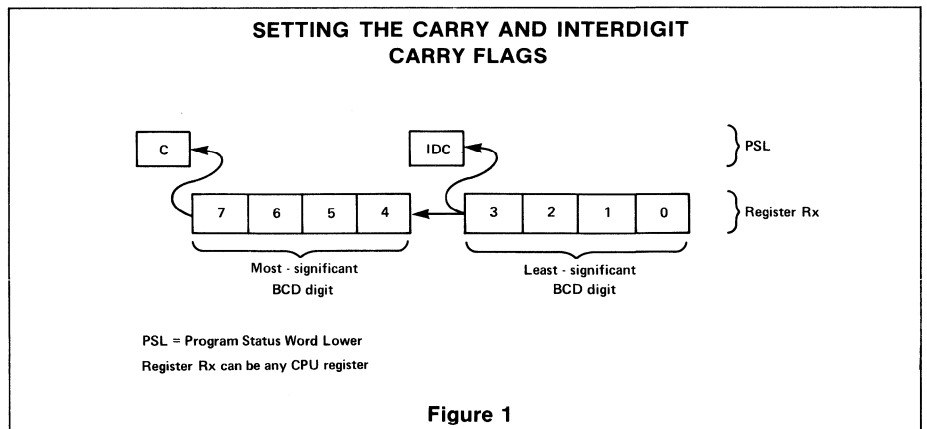 SETTING THE CARRY AND INTERDIGIT
CARRY FLAGS
C
IDC
PSL
7 6 5 4 3 2 1 0
Register Rx
Most - significant
BCD digit
Least - significant
BCD digit
PSL = Program Status Word Lower
Register Rx can be any CPU register
Figure 1